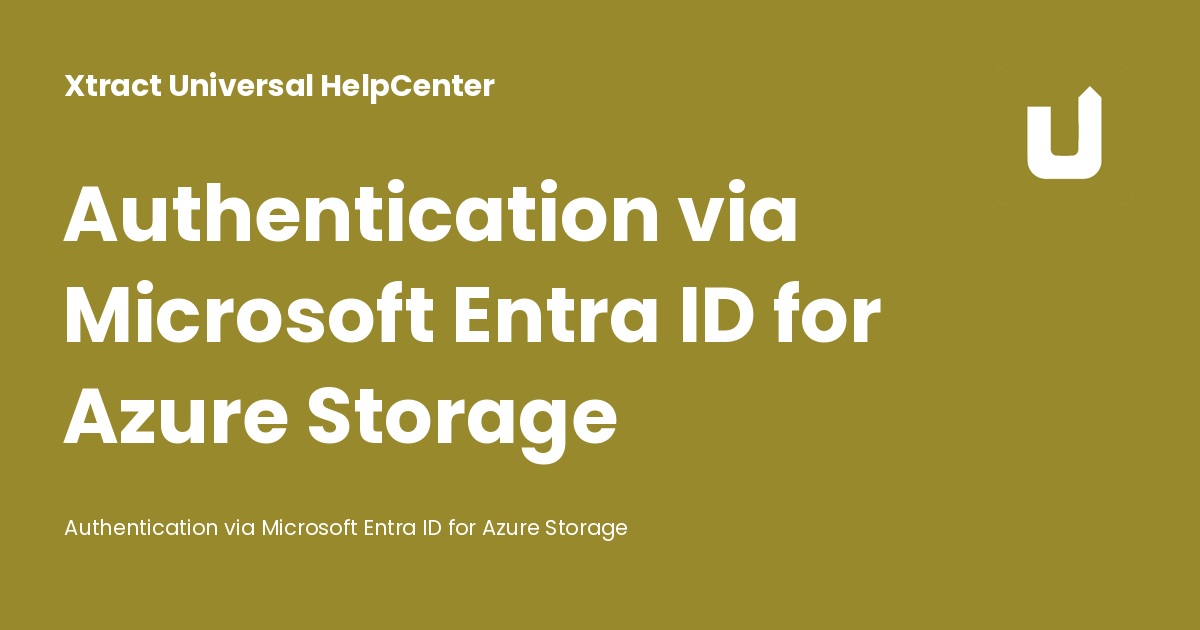 Xtract Universal HelpCenter
Authentication via
Microsoft Entra ID for
Azure Storage
Authentication via Microsoft Entra ID for Azure Storage